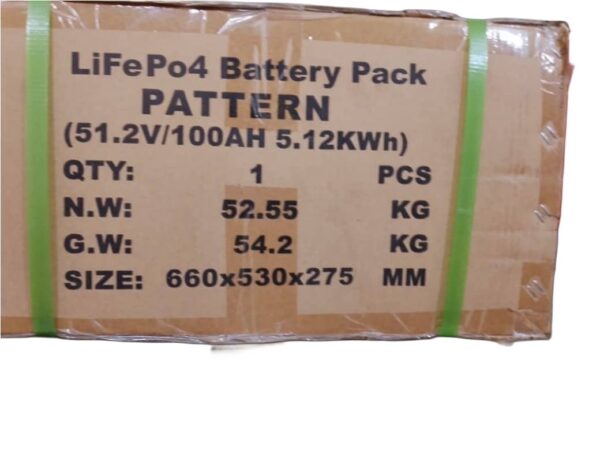 LiFePo4 Battery Pack
PATTERN
(51.2V/100AH 5.12KWh)
QTY: 1 PCS
N.W: 52.55 KG
G.W: 54.2 KG
SIZE: 660x530x275 MM